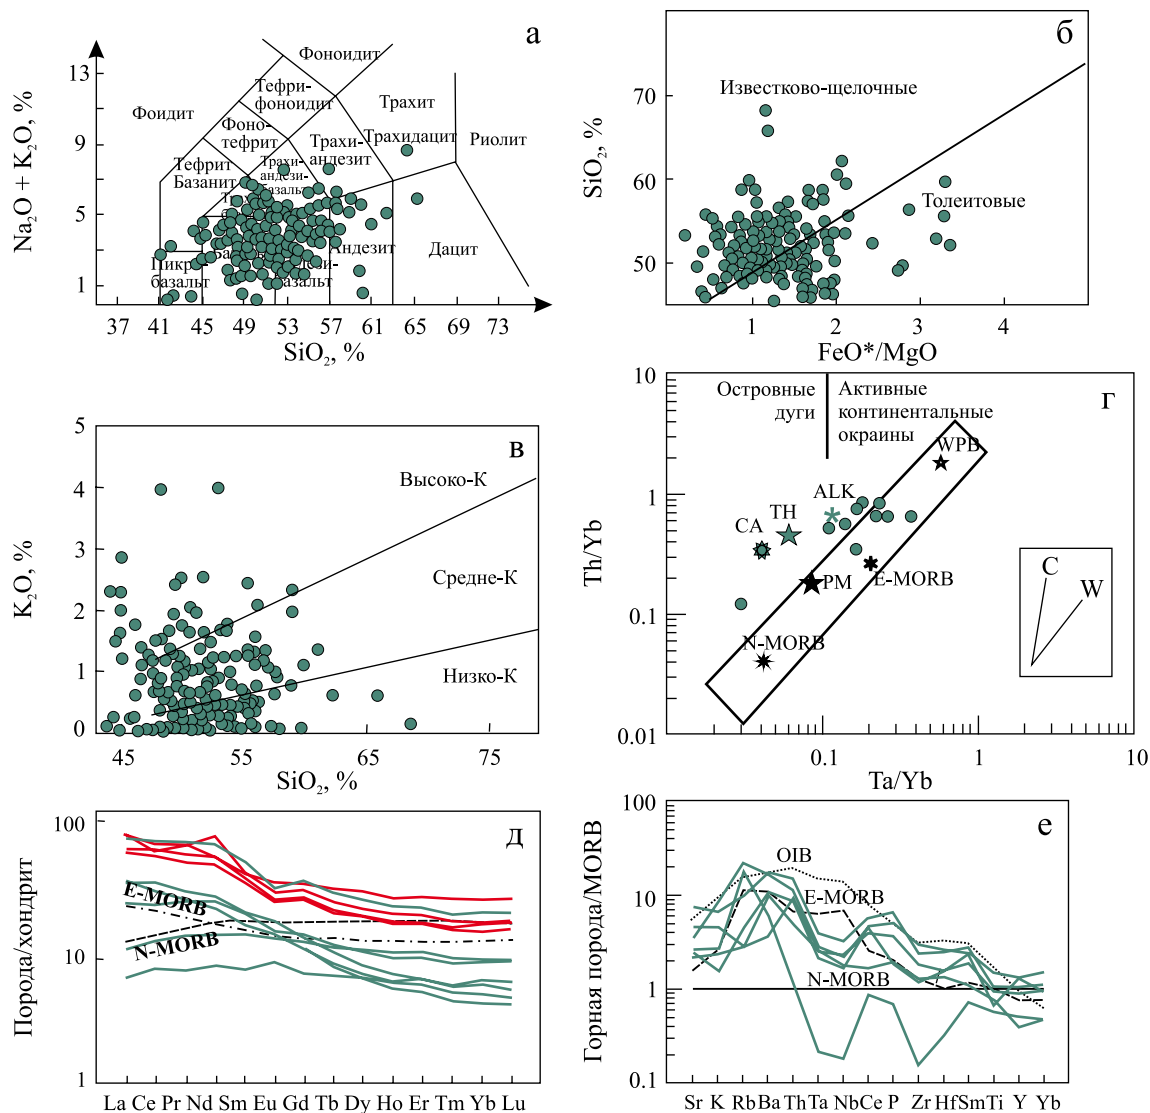 а
Na₂O + K₂O, %
13
9
5
1
Фоноидит
Тефри-
фоноидит
Фоидит
Трахит
Фоно-
тефрит
Трахи-
андезит
Трахидацит
Риолит
Тефрит
Базанит
Трахи-
андези-
базальт
Андезит
Дацит
Пикро-
базальт
37 41 45 49 53 57 61 65 69 73
SiO₂, %
б
SiO₂, %
70
60
50
Известково-щелочные
Толеитовые
1 2 3 4
FeO*/MgO
в
K₂O, %
5
4
3
2
1
0
Высоко-К
Средне-К
Низко-К
45 55 65 75
SiO₂, %
г
Th/Yb
10
1
0.1
0.01
Островные
дуги
Активные
континентальные
окраины
WPB
ALK
TH
CA
PM
E-MORB
N-MORB
C
W
0.1 1 10
Ta/Yb
д
Порода/хондрит
100
10
1
E-MORB
N-MORB
La Ce Pr Nd Sm Eu Gd Tb Dy Ho Er Tm Yb Lu
е
Горная порода/MORB
100
10
1
0.1
OIB
E-MORB
N-MORB
Sr K Rb Ba Th Ta Nb Ce P Zr Hf Sm Ti Y Yb